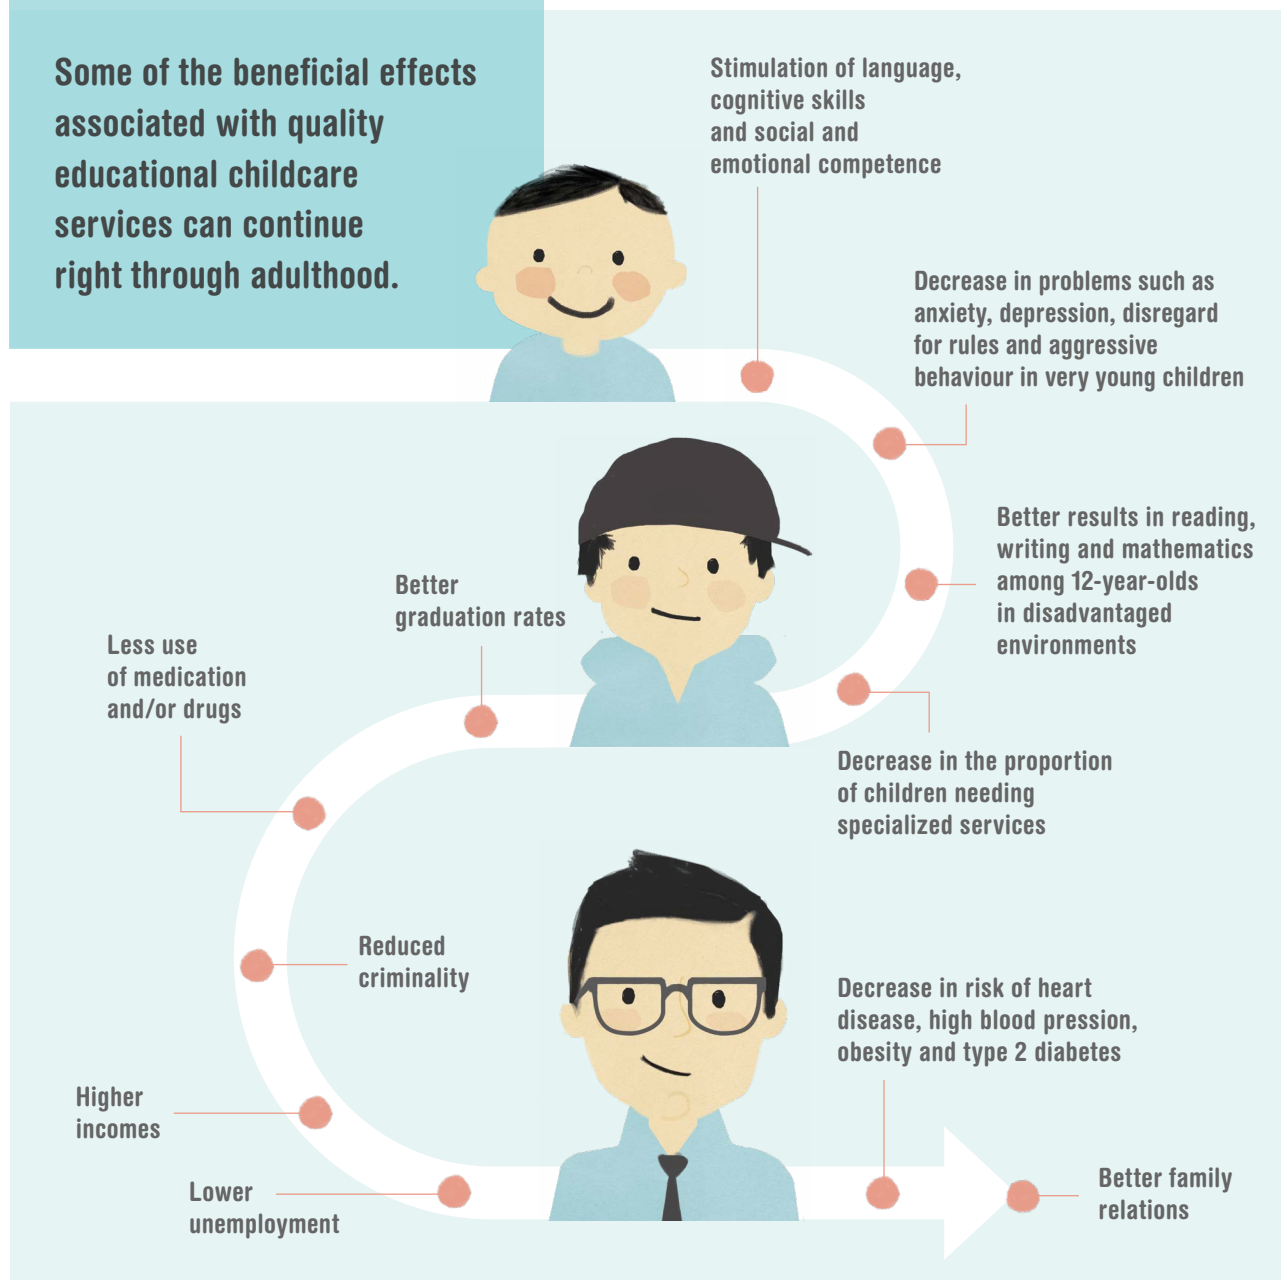 Some of the beneficial effects
associated with quality
educational childcare
services can continue
right through adulthood.
Stimulation of language,
cognitive skills
and social and
emotional competence
Decrease in problems such as
anxiety, depression, disregard
for rules and aggressive
behaviour in very young children
Better results in reading,
writing and mathematics
among 12-year-olds
in disadvantaged
environments
Decrease in the proportion
of children needing
specialized services
Better
graduation rates
Less use
of medication
and/or drugs
Reduced
criminality
Higher
incomes
Lower
unemployment
Decrease in risk of heart
disease, high blood pression,
obesity and type 2 diabetes
Better family
relations